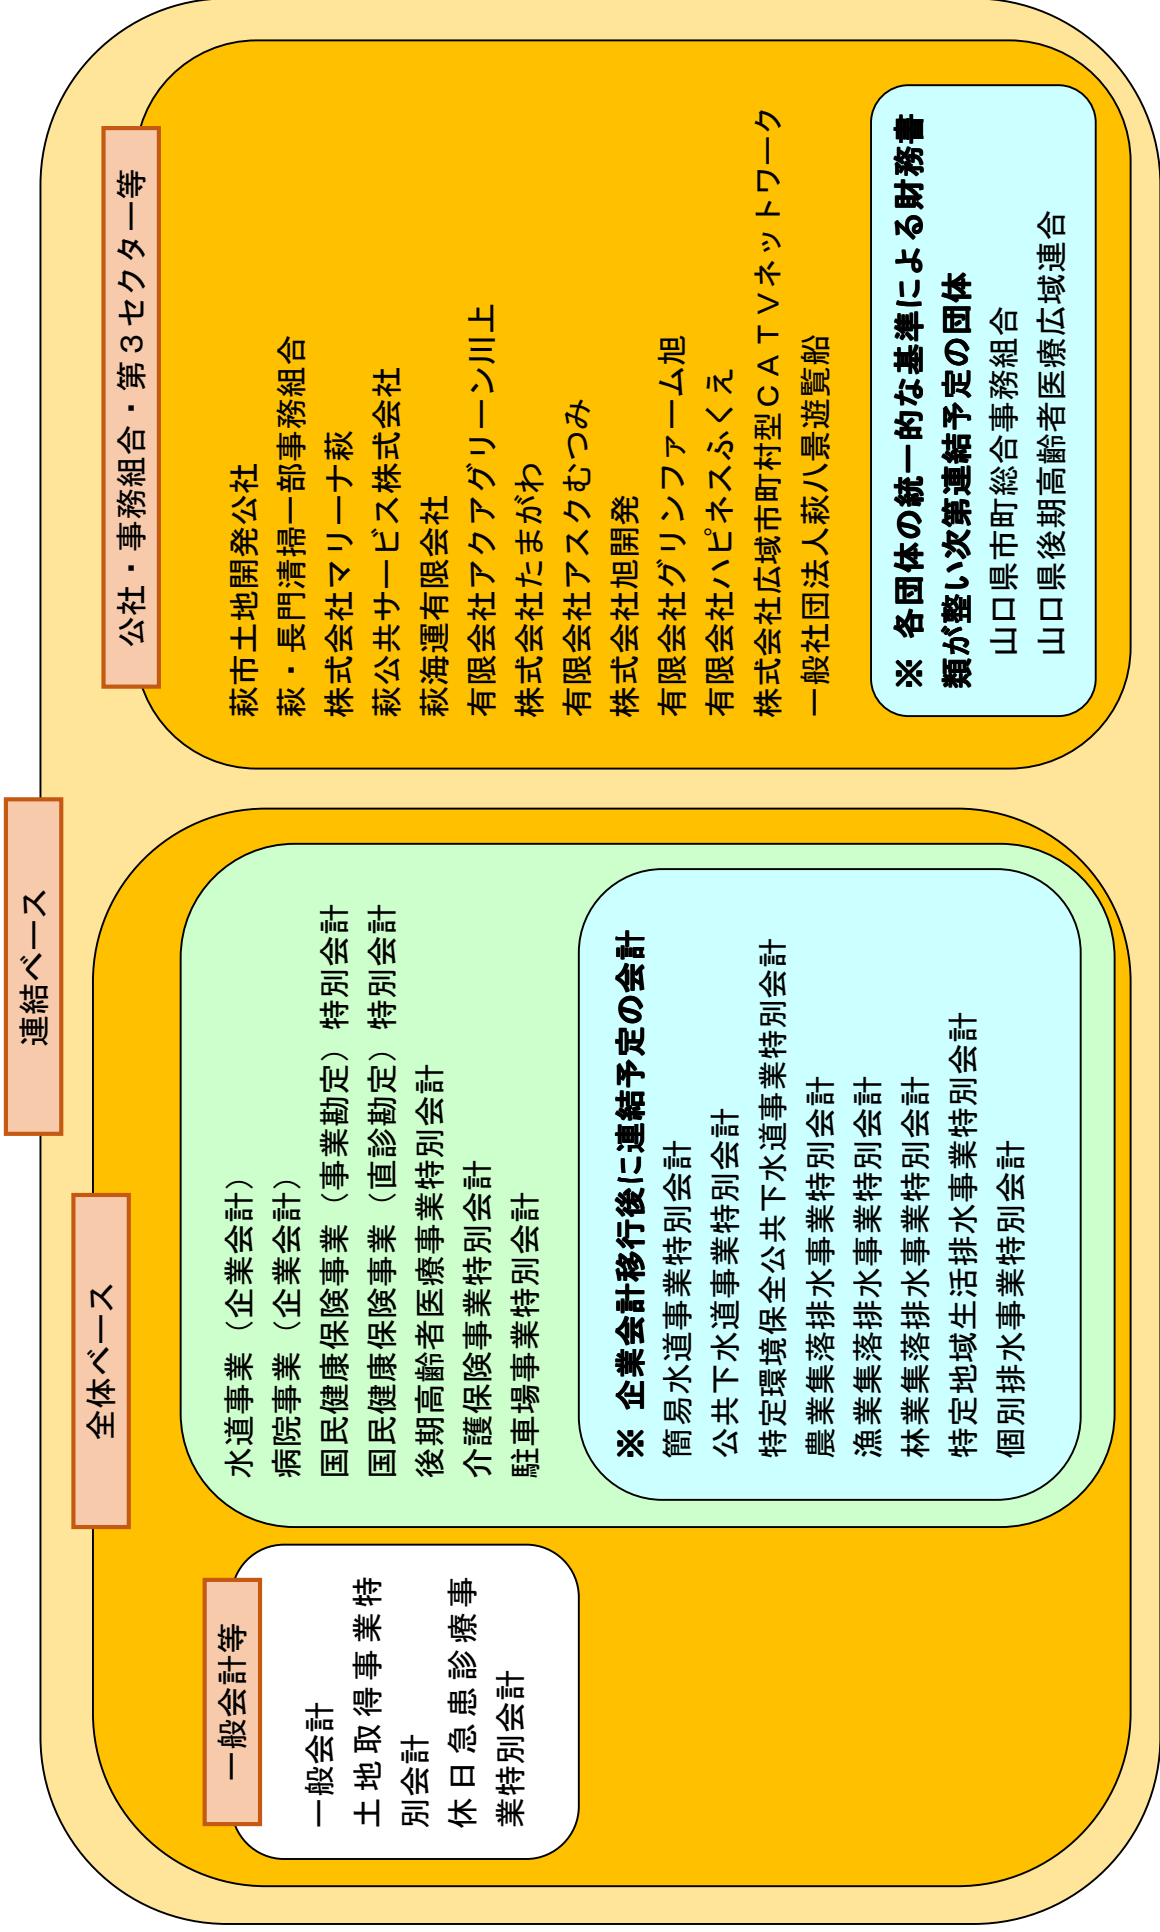 連結ベース
全体ベース
一般会計等
一般会計
土地取得事業特
別会計
休日急患診療事
業特別会計
水道事業（企業会計）
病院事業（企業会計）
国民健康保険事業（事業勘定）特別会計
国民健康保険事業（直診勘定）特別会計
後期高齢者医療事業特別会計
介護保険事業特別会計
駐車場事業特別会計
※ 企業会計移行後に連結予定の会計
簡易水道事業特別会計
公共下水道事業特別会計
特定環境保全公共下水道事業特別会計
農業集落排水事業特別会計
漁業集落排水事業特別会計
林業集落排水事業特別会計
特定地域生活排水事業特別会計
個別排水事業特別会計
公社・事務組合・第３セクター等
萩市土地開発公社
萩・長門清掃一部事務組合
株式会社マリーナ萩
萩公共サービス株式会社
萩海運有限会社
有限会社アクアグリーン川上
株式会社たまがわ
有限会社アスクむつみ
株式会社旭開発
有限会社グリンファーム旭
有限会社ハピネスふくえ
株式会社広域市町村型ＣＡＴＶネットワーク
一般社団法人萩八景遊覧船
※ 各団体の統一的な基準による財務書
類が整い次第連結予定の団体
山口県市町総合事務組合
山口県後期高齢者医療広域連合